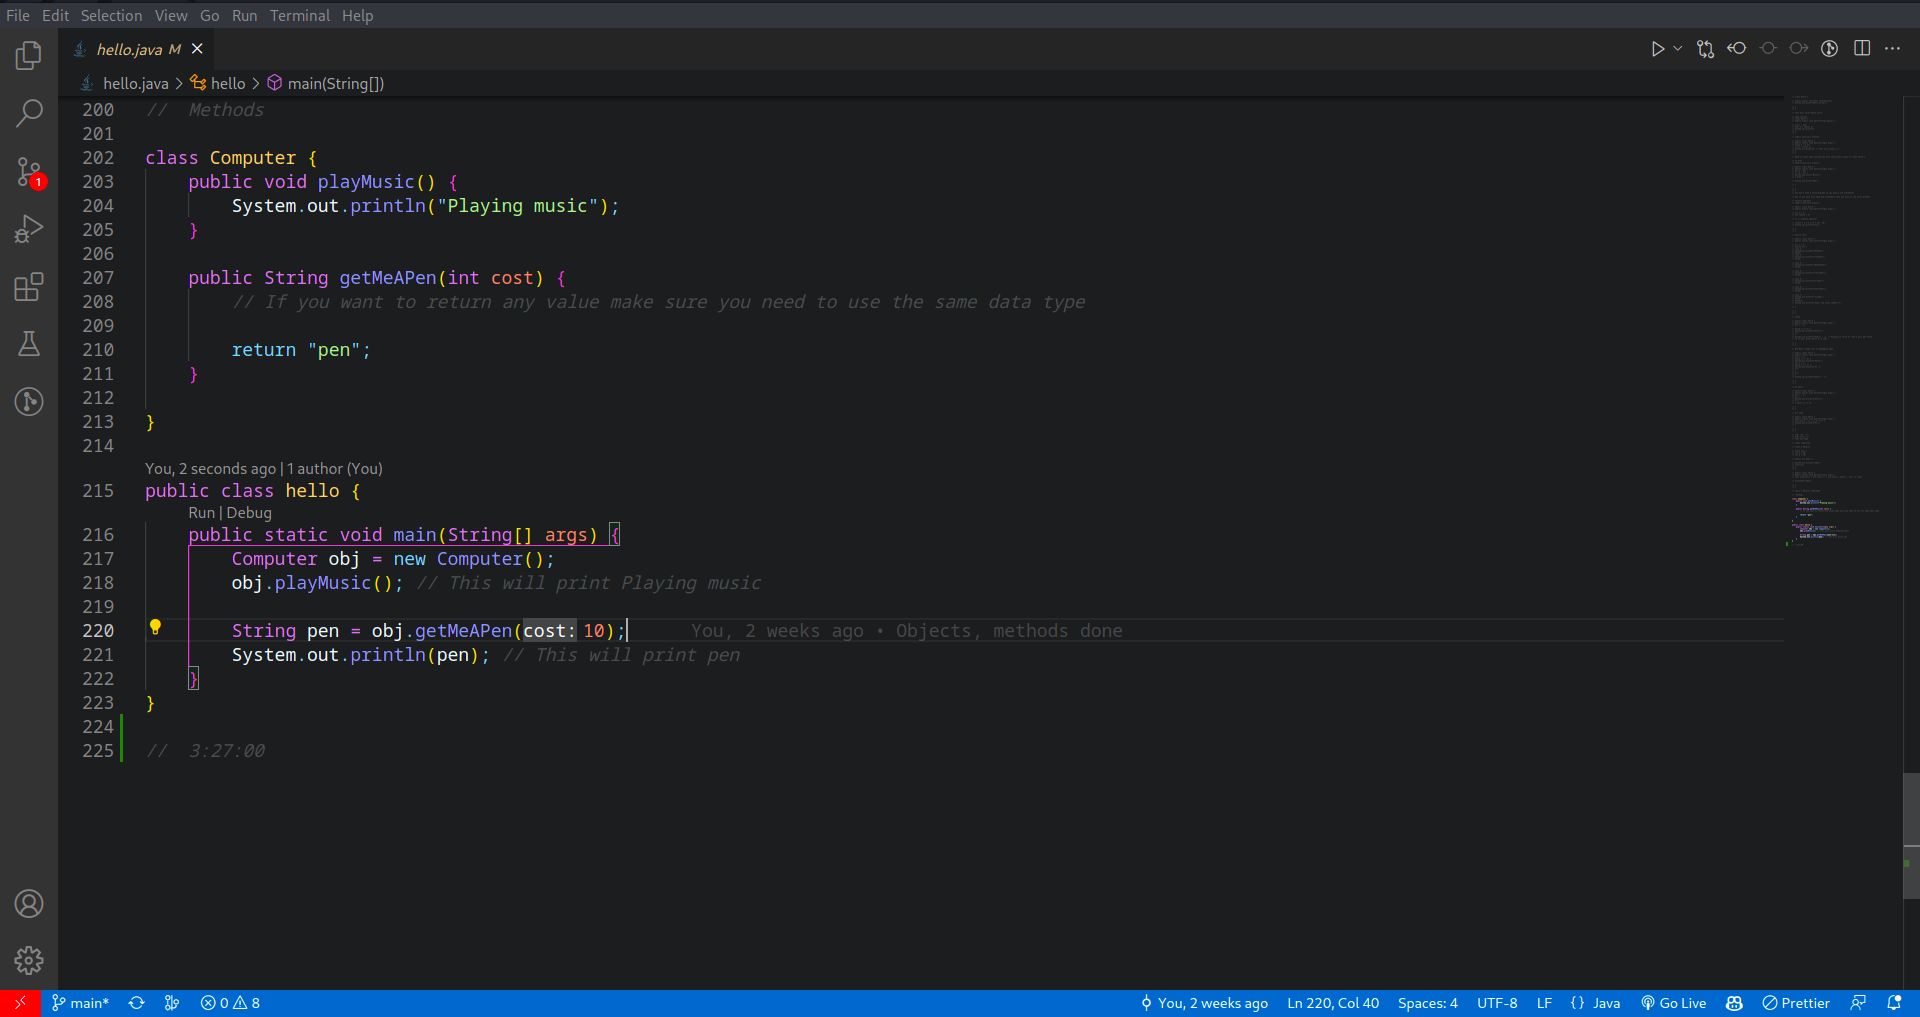 File Edit Selection View Go Run Terminal Help
hello.java M
hello.java > hello > main(String[])
200 // Methods
201
202 class Computer {
203 public void playMusic() {
204 System.out.println("Playing music");
205 }
206
207 public String getMeAPen(int cost) {
208 // If you want to return any value make sure you need to use the same data type
209
210 return "pen";
211 }
212
213 }
214
You, 2 seconds ago | 1 author (You)
215 public class hello {
Run | Debug
216 public static void main(String[] args) {
217 Computer obj = new Computer();
218 obj.playMusic(); // This will print Playing music
219
220 String pen = obj.getMeAPen(cost: 10); You, 2 weeks ago • Objects, methods done
221 System.out.println(pen); // This will print pen
222 }
223 }
224
225 // 3:27:00
1
main* 0 8 You, 2 weeks ago Ln 220, Col 40 Spaces: 4 UTF-8 LF {} Java Go Live Prettier